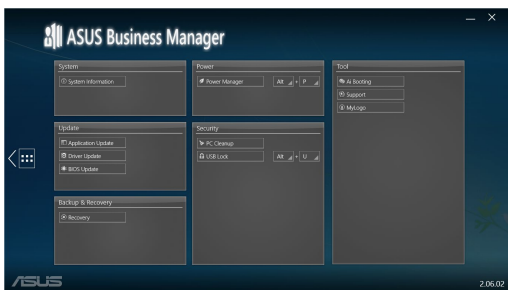 ASUS Business Manager
System
System Information
Power
Power Manager
Alt + P
Tool
Ai Booting
Support
MyLogo
Update
Application Update
Driver Update
BIOS Update
Security
PC Cleanup
USB Lock
Alt + U
Backup & Recovery
Recovery
ASUS
2.06.02